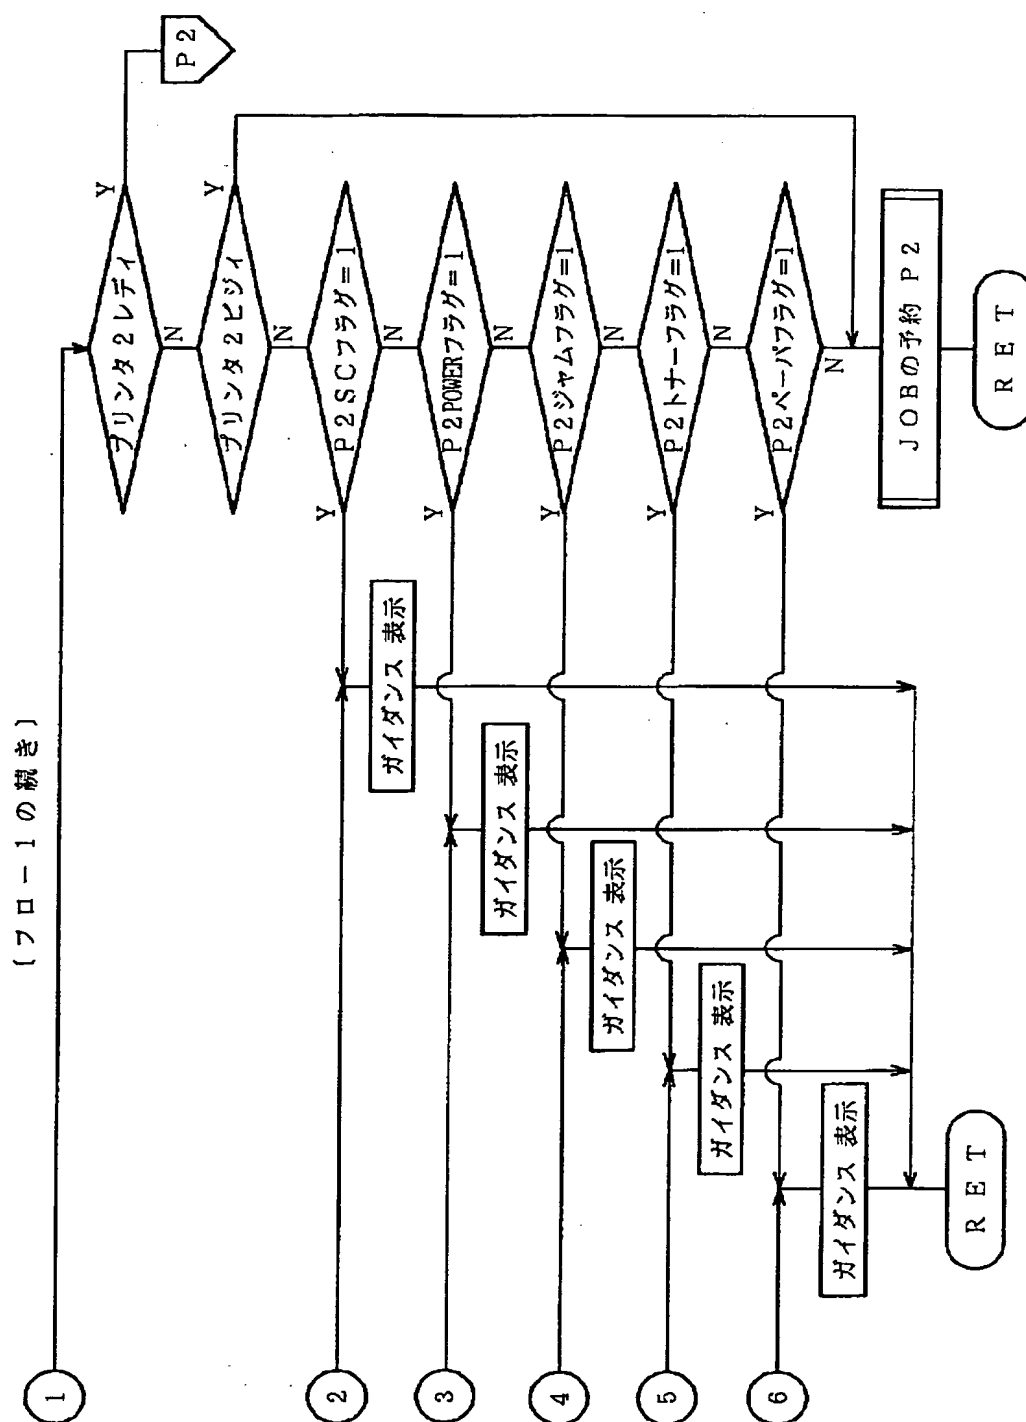 〔フロー1の続き〕
1
プリンタ2レディ
Y
P2
N
プリンタ2ビジィ
Y
N
2
Y
P2SCフラグ=1
N
ガイダンス 表示
3
Y
P2POWERフラグ=1
N
ガイダンス 表示
4
Y
P2ジャムフラグ=1
N
ガイダンス 表示
5
Y
P2トナーフラグ=1
N
ガイダンス 表示
6
Y
P2ペーパフラグ=1
N
ガイダンス 表示
JOBの予約 P2
RET
RET